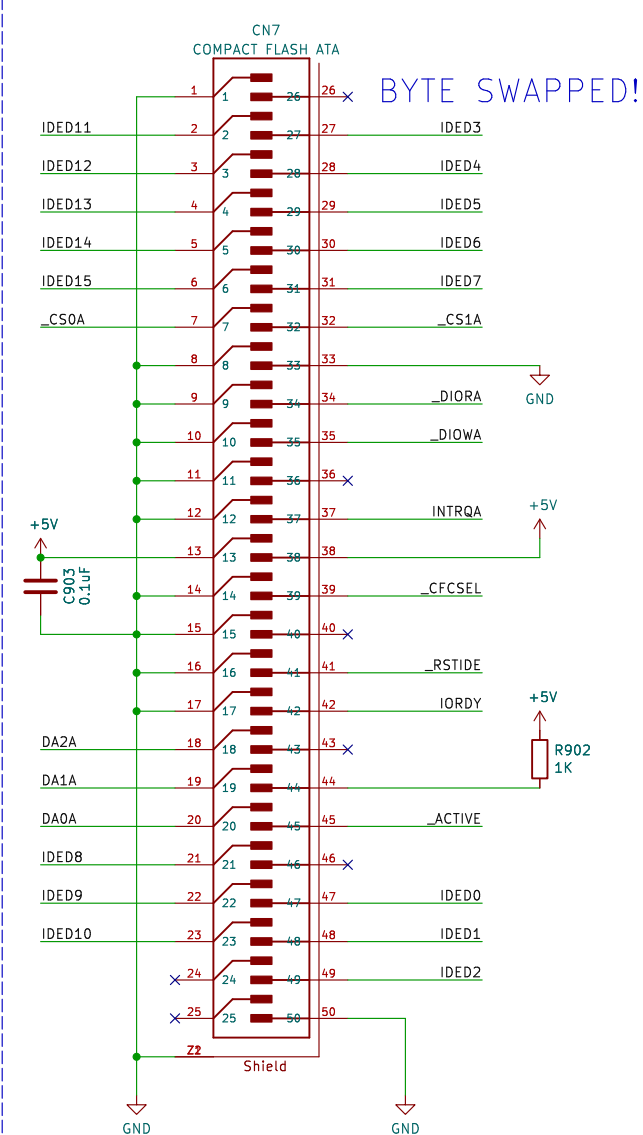 CN7
COMPACT FLASH ATA
BYTE SWAPPED!
1 1 26 26
IDED11 2 2 27 27 IDED3
IDED12 3 3 28 28 IDED4
IDED13 4 4 29 29 IDED5
IDED14 5 5 30 30 IDED6
IDED15 6 6 31 31 IDED7
_CS0A 7 7 32 32 _CS1A
8 8 33 33
GND
9 9 34 34 _DIORA
10 10 35 35 _DIOWA
11 11 36 36
12 12 37 37 INTRQA
+5V
+5V
13 13 38 38
C903
0.1uF
14 14 39 39 _CFCSEL
15 15 40 40
16 16 41 41 _RSTIDE
17 17 42 42 IORDY
+5V
DA2A 18 18 43 43
R902
1K
DA1A 19 19 44 44
DA0A 20 20 45 45 _ACTIVE
IDED8 21 21 46 46
IDED9 22 22 47 47 IDED0
IDED10 23 23 48 48 IDED1
24 24 49 49 IDED2
25 25 50 50
Shield
GND
GND